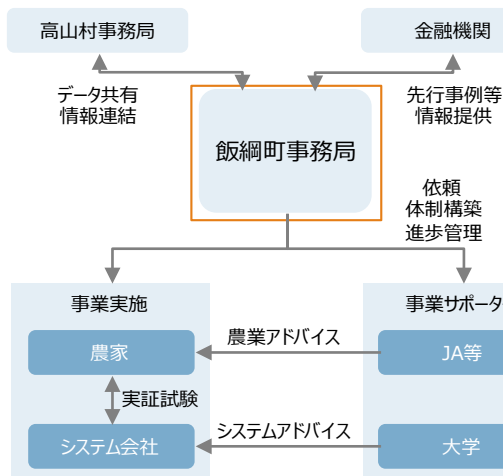 高山村事務局
金融機関
データ共有
情報連結
先行事例等
情報提供
飯綱町事務局
依頼
体制構築
進歩管理
事業実施
事業サポータ
農家
農業アドバイス
JA等
実証試験
システム会社
システムアドバイス
大学